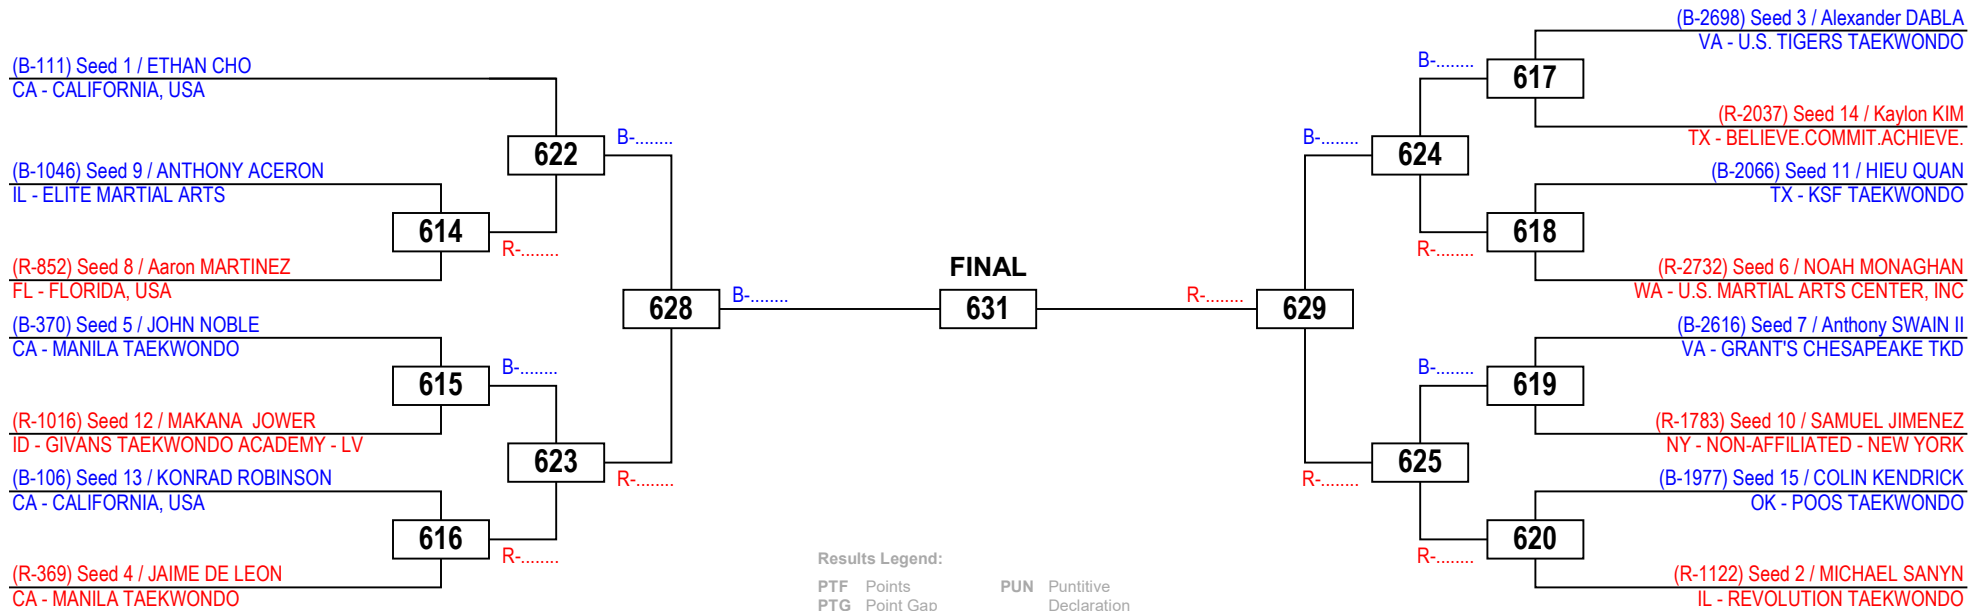 (B-111) Seed 1 / ETHAN CHO
CA - CALIFORNIA, USA
(B-1046) Seed 9 / ANTHONY ACERON
IL - ELITE MARTIAL ARTS
(R-852) Seed 8 / Aaron MARTINEZ
FL - FLORIDA, USA
(B-370) Seed 5 / JOHN NOBLE
CA - MANILA TAEKWONDO
(R-1016) Seed 12 / MAKANA  JOWER
ID - GIVANS TAEKWONDO ACADEMY - LV
(B-106) Seed 13 / KONRAD ROBINSON
CA - CALIFORNIA, USA
(R-369) Seed 4 / JAIME DE LEON
CA - MANILA TAEKWONDO
614
R-........
615
B-........
616
R-........
622
B-........
623
R-........
628
B-........
FINAL
631
R-........
629
B-........
624
R-........
625
B-........
617
R-........
618
B-........
619
R-........
620
(B-2698) Seed 3 / Alexander DABLA
VA - U.S. TIGERS TAEKWONDO
(R-2037) Seed 14 / Kaylon KIM
TX - BELIEVE.COMMIT.ACHIEVE.
(B-2066) Seed 11 / HIEU QUAN
TX - KSF TAEKWONDO
(R-2732) Seed 6 / NOAH MONAGHAN
WA - U.S. MARTIAL ARTS CENTER, INC
(B-2616) Seed 7 / Anthony SWAIN II
VA - GRANT'S CHESAPEAKE TKD
(R-1783) Seed 10 / SAMUEL JIMENEZ
NY - NON-AFFILIATED - NEW YORK
(B-1977) Seed 15 / COLIN KENDRICK
OK - POOS TAEKWONDO
(R-1122) Seed 2 / MICHAEL SANYN
IL - REVOLUTION TAEKWONDO
Results Legend:
PTF Points PUN Puntitive
PTG Point Gap Declaration